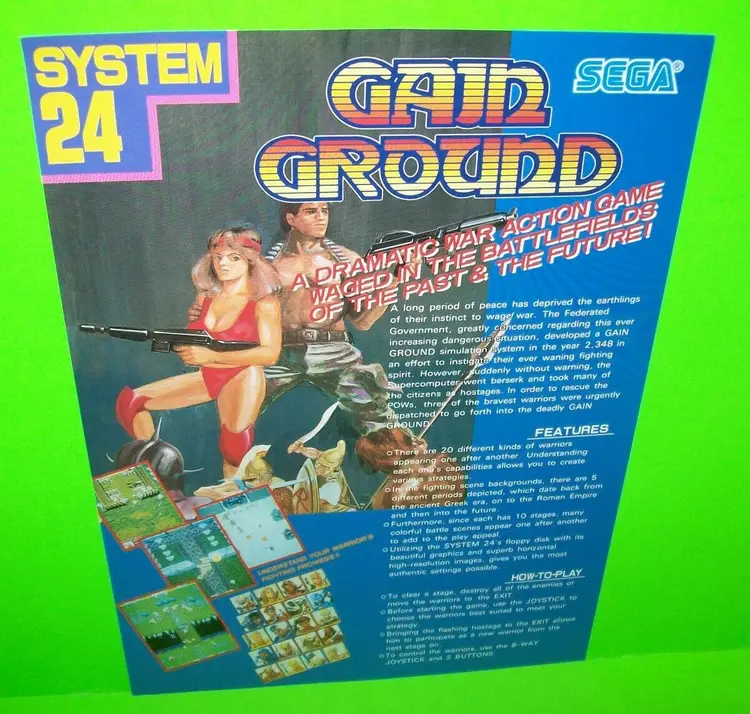 SYSTEM
24
GAIN
GROUND
SEGA®
A DRAMATIC WAR ACTION GAME
WAGED IN THE BATTLEFIELDS
OF THE PAST & THE FUTURE!
A long period of peace has deprived the earthlings
of their instinct to wage war. The Federated
Government, greatly concerned regarding this ever
increasing dangerous situation, developed a GAIN
GROUND simulation system in the year 2,348 in
an effort to instigate their ever waning fighting
spirit. However, suddenly without warning, the
Supercomputer went berserk and took many of
the citizens as hostages. In order to rescue the
POWs, three of the bravest warriors were urgently
dispatched to go forth into the deadly GAIN
GROUND.
FEATURES
○There are 20 different kinds of warriors
appearing one after another. Understanding
each one's capabilities allows you to create
various strategies.
○In the fighting scene backgrounds, there are 5
different periods depicted, which date back from
the ancient Greek era, on to the Roman Empire
and then into the future.
○Furthermore, since each has 10 stages, many
colorful battle scenes appear one after another
to add to the play appeal.
○Utilizing the SYSTEM 24's floppy disk with its
beautiful graphics and superb horizontal
high-resolution images, gives you the most
authentic settings possible.
UNDERSTAND YOUR WARRIOR'S
FIGHTING PROWESS!!
HOW-TO-PLAY
○To clear a stage, destroy all of the enemies or
move the warriors to the EXIT.
○Before starting the game, use the JOYSTICK to
choose the warriors best suited to meet your
strategy.
○Bringing the flashing hostage to the EXIT allows
him to participate as a new warrior from the
next stage on.
○To control the warriors, use the 8-WAY
JOYSTICK and 2 BUTTONS.